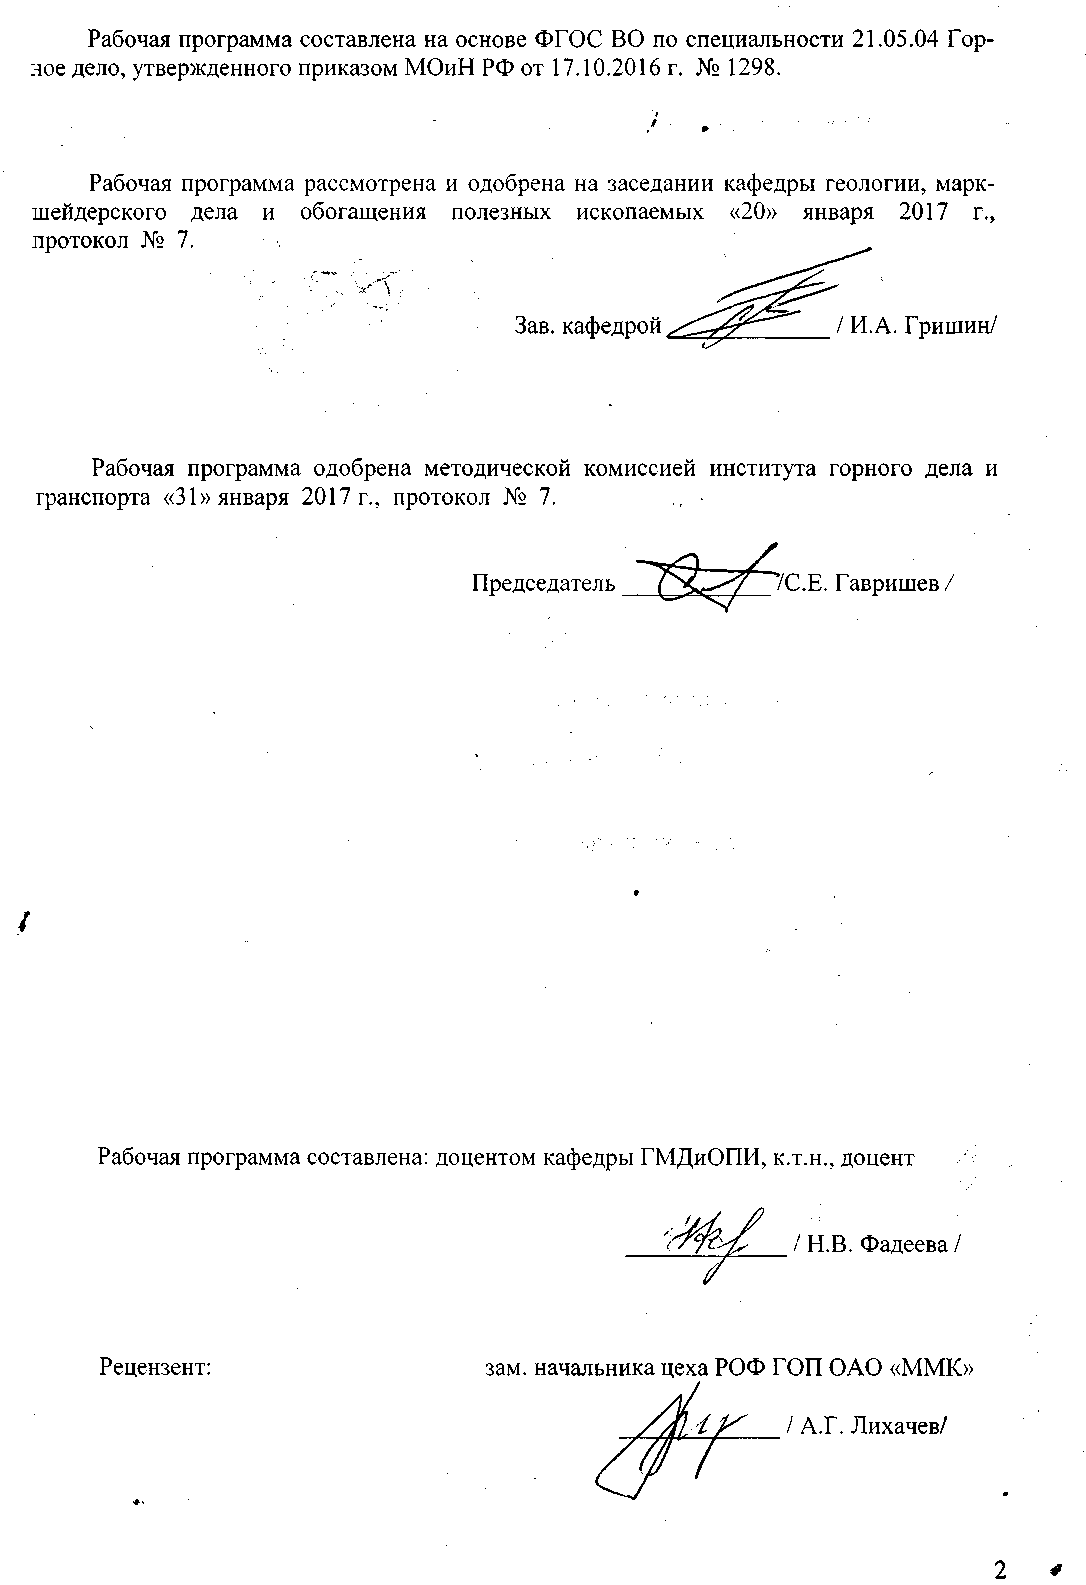 Рабочая программа составлена на основе ФГОС ВО по специальности 21.05.04 Гор-
ное дело, утвержденного приказом МОиН РФ от 17.10.2016 г. № 1298.
Рабочая программа рассмотрена и одобрена на заседании кафедры геологии, марк-
шейдерского дела и обогащения полезных ископаемых «20» января 2017 г.,
протокол № 7.
Зав. кафедрой ____________ / И.А. Гришин/
Рабочая программа одобрена методической комиссией института горного дела и
транспорта «31» января 2017 г., протокол № 7.
Председатель ____________ /С.Е. Гавришев /
Рабочая программа составлена: доцентом кафедры ГМДиОПИ, к.т.н., доцент
____________ / Н.В. Фадеева /
Рецензент: зам. начальника цеха РОФ ГОП ОАО «ММК»
____________ / А.Г. Лихачев/
2